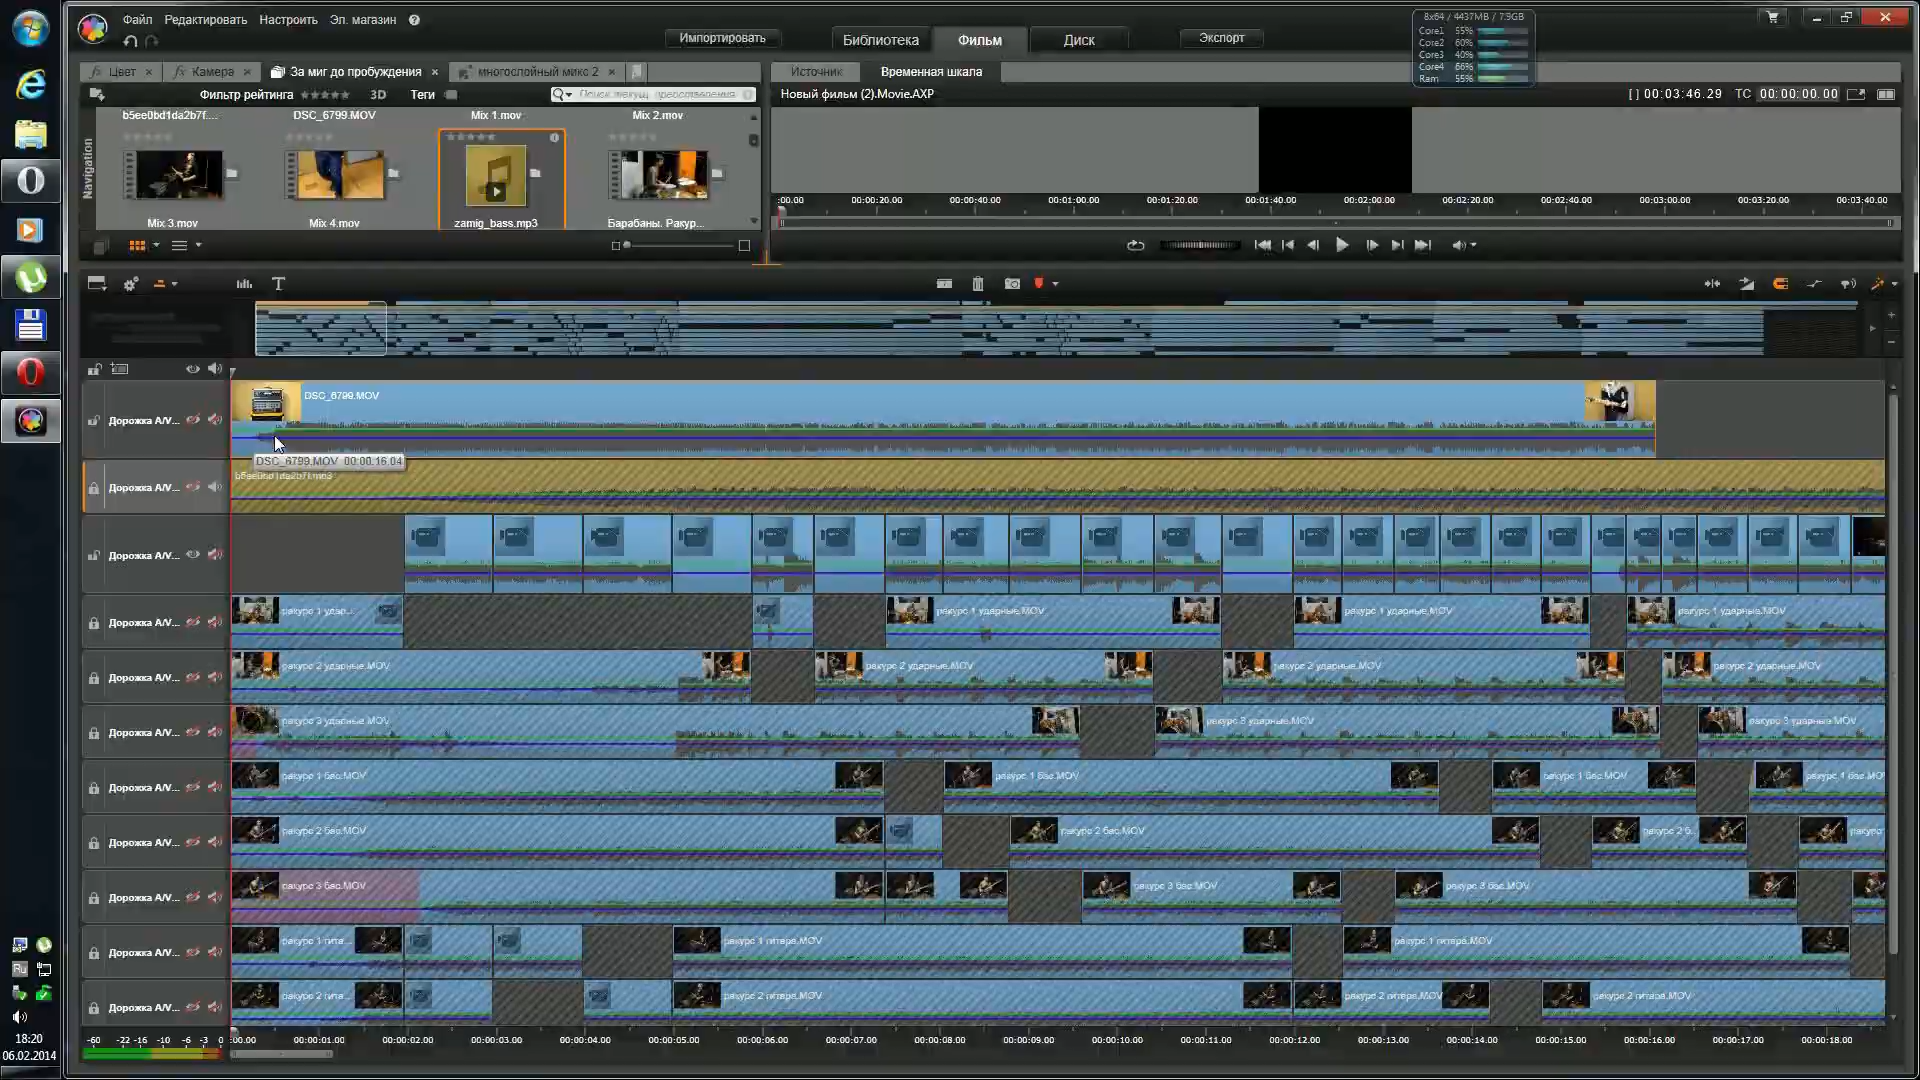 Файл Редактировать Настроить Эл. магазин ?
Импортировать Библиотека Фильм Диск Экспорт
8x64 / 4437MB / 7.9GB
Core1 55%
Core2 60%
Core3 40%
Core4 66%
Ram 55%
fx Цвет × fx Камера × За миг до пробуждения × многослойный микс 2 ×
Источник Временная шкала
Фильтр рейтинга 3D Теги
Новый фильм (2).Movie.AXP
[ ] 00:03:46.29 TC 00:00:00.00
Navigation
b5ee0bd1da2b7f.... DSC_6799.MOV Mix 1.mov Mix 2.mov
Mix 3.mov Mix 4.mov zamig_bass.mp3 Барабаны. Ракур...
:00.00 00:00:20.00 00:00:40.00 00:01:00.00 00:01:20.00 00:01:40.00 00:02:00.00 00:02:20.00 00:02:40.00 00:03:00.00 00:03:20.00 00:03:40.00
Дорожка A/V... DSC_6799.MOV
DSC_6799.MOV 00:00:16.04
Дорожка A/V... b5ee0bd1da2b7f.mp3
Дорожка A/V...
Дорожка A/V... ракурс 1 удар... ракурс 1 ударные.MOV ракурс 1 ударные.MOV ракурс 1 ударные.MOV
Дорожка A/V... ракурс 2 ударные.MOV ракурс 2 ударные.MOV ракурс 2 ударные.MOV ракурс 2 ударные.MOV
Дорожка A/V... ракурс 3 ударные.MOV ракурс 3 ударные.MOV ракурс 3 ударные.MOV
Дорожка A/V... ракурс 1 бас.MOV ракурс 1 бас.MOV ракурс 1 бас.MOV ракурс 1 бас.MO
Дорожка A/V... ракурс 2 бас.MOV ракурс 2 бас.MOV ракурс 2 б... ракурс
Дорожка A/V... ракурс 3 бас.MOV ракурс 3 бас.MOV ракурс 3 бас.MOV
Дорожка A/V... ракурс 1 гита... ракурс 1 гитара.MOV ракурс 1 гитара.MOV
Дорожка A/V... ракурс 2 гита... ракурс 2 гитара.MOV ракурс 2 гитара.MOV ракурс 2 гитара.MOV
-60 -22 -16 -10 -6 -3 0 :00.00 00:00:01.00 00:00:02.00 00:00:03.00 00:00:04.00 00:00:05.00 00:00:06.00 00:00:07.00 00:00:08.00 00:00:09.00 00:00:10.00 00:00:11.00 00:00:12.00 00:00:13.00 00:00:14.00 00:00:15.00 00:00:16.00 00:00:17.00 00:00:18.00
Ru
18:20
06.02.2014